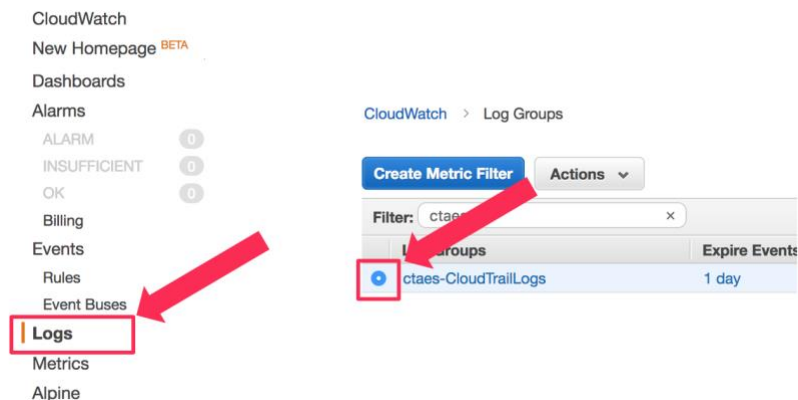 CloudWatch
New Homepage BETA
Dashboards
Alarms
ALARM 0
INSUFFICIENT 0
OK 0
Billing
Events
Rules
Event Buses
Logs
Metrics
Alpine
CloudWatch > Log Groups
Create Metric Filter Actions
Filter: ctaes ×
Groups Expire Events
ctaes-CloudTrailLogs 1 day